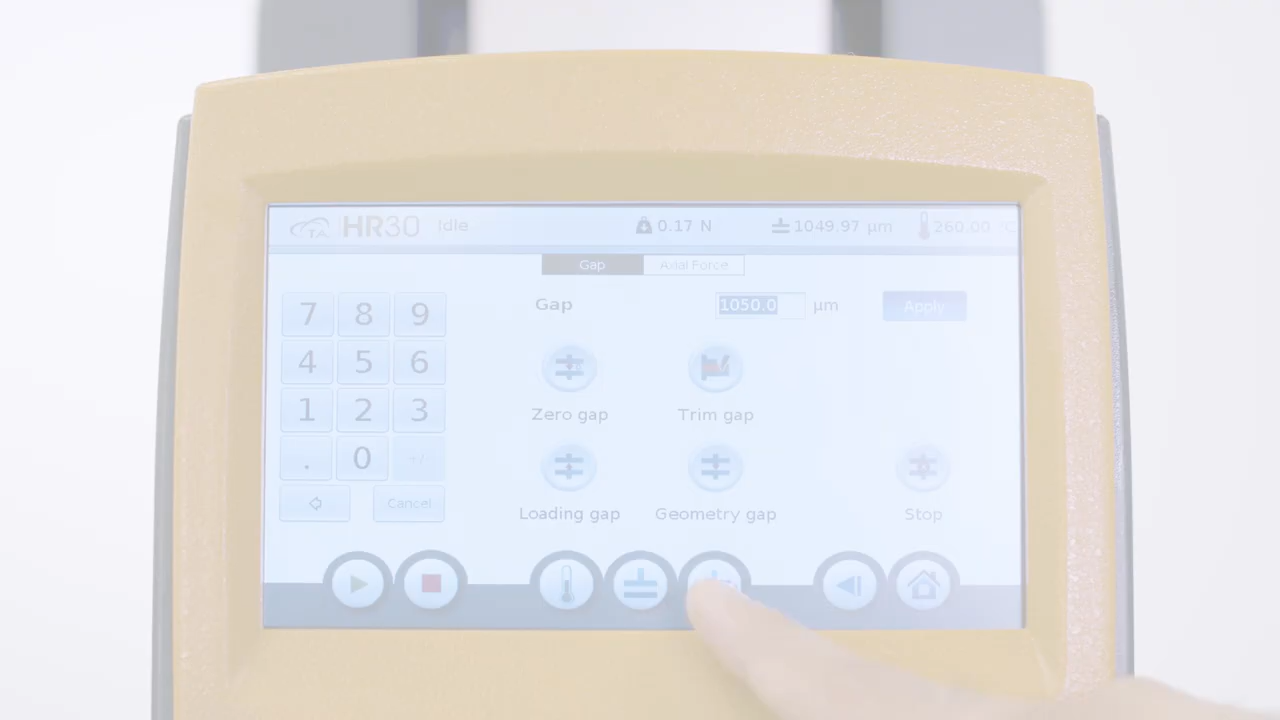 TA HR30 Idle 0.17 N 1049.97 µm 260.00 °C
Gap Axial Force
7 8 9 Gap 1050.0 µm Apply
4 5 6
1 2 3 Zero gap Trim gap
. 0 +/-
Cancel Loading gap Geometry gap Stop